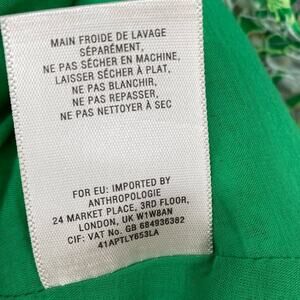 MAIN FROIDE DE LAVAGE
SÉPARÉMENT,
NE PAS SÉCHER EN MACHINE,
LAISSER SÉCHER À PLAT,
NE PAS BLANCHIR,
NE PAS REPASSER,
NE PAS NETTOYER À SEC
FOR EU: IMPORTED BY
ANTHROPOLOGIE
24 MARKET PLACE, 3RD FLOOR,
LONDON, UK W1W8AN
CIF: VAT No. GB 684936382
41APTLY653LA